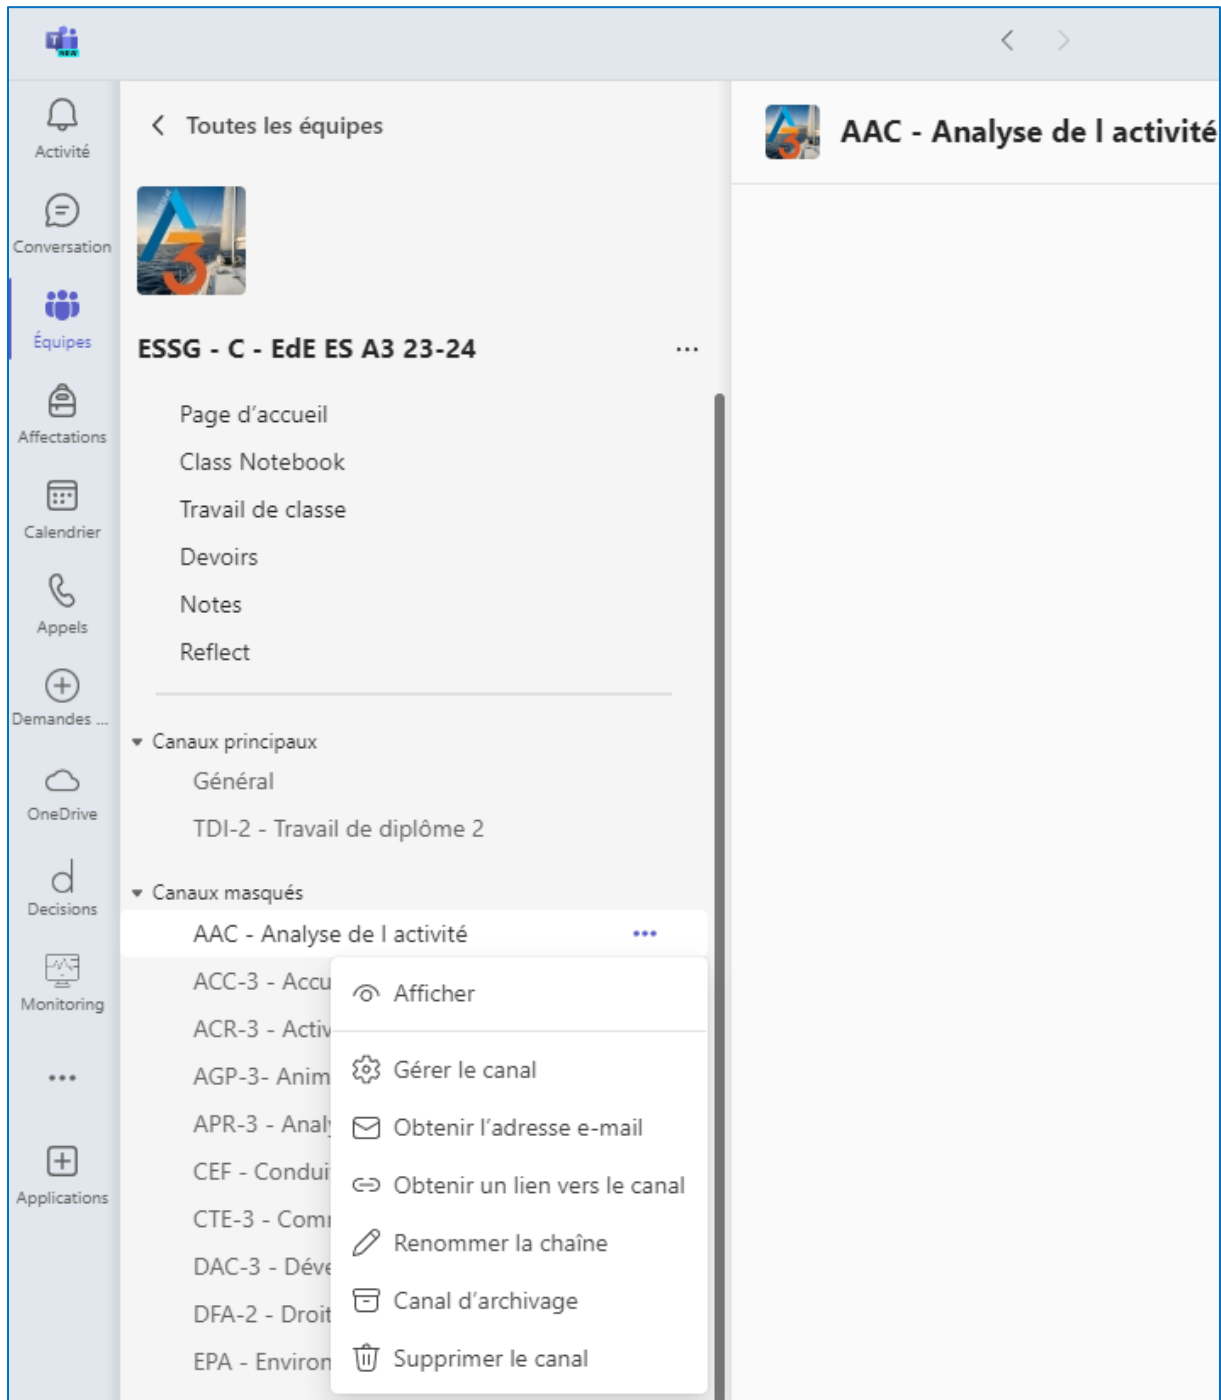 NEW
Activité
Conversation
Équipes
Affectations
Calendrier
Appels
Demandes ...
OneDrive
Decisions
Monitoring
Applications
Toutes les équipes
ESSG - C - EdE ES A3 23-24
Page d’accueil
Class Notebook
Travail de classe
Devoirs
Notes
Reflect
Canaux principaux
Général
TDI-2 - Travail de diplôme 2
Canaux masqués
AAC - Analyse de l activité
ACC-3 - Accu
ACR-3 - Activ
AGP-3- Anim
APR-3 - Analy
CEF - Condui
CTE-3 - Comm
DAC-3 - Déve
DFA-2 - Droit
EPA - Environ
Afficher
Gérer le canal
Obtenir l’adresse e-mail
Obtenir un lien vers le canal
Renommer la chaîne
Canal d’archivage
Supprimer le canal
AAC - Analyse de l activité